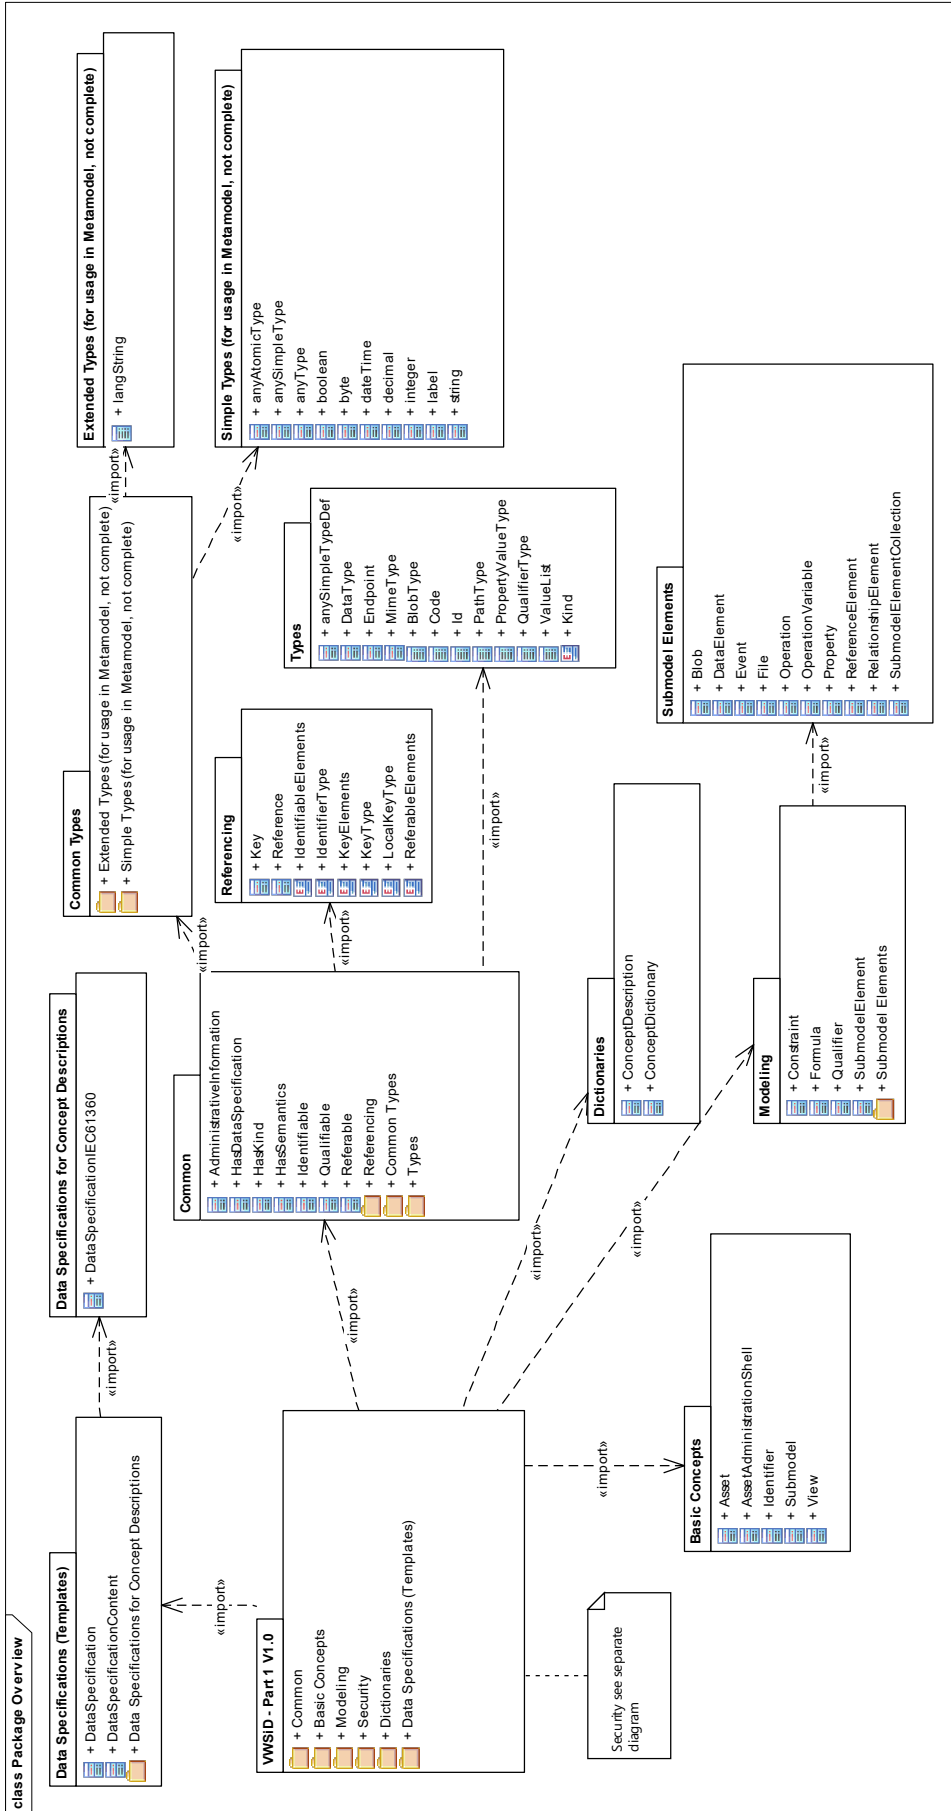 class Package Overview
Data Specifications (Templates)
+ DataSpecification
+ DataSpecificationContent
+ Data Specifications for Concept Descriptions
«import»
Data Specifications for Concept Descriptions
+ DataSpecificationIEC61360
«import»
VWSiD - Part 1 V1.0
+ Common
+ Basic Concepts
+ Modeling
+ Security
+ Dictionaries
+ Data Specifications (Templates)
Security see separate
diagram
«import»
Common
+ AdministrativeInformation
+ HasDataSpecification
+ HasKind
+ HasSemantics
+ Identifiable
+ Qualifiable
+ Referable
+ Referencing
+ Common Types
+ Types
«import»
Common Types
+ Extended Types (for usage in Metamodel, not complete)
+ Simple Types (for usage in Metamodel, not complete)
«import»
Extended Types (for usage in Metamodel, not complete)
+ langString
«import»
Simple Types (for usage in Metamodel, not complete)
+ anyAtomicType
+ anySimpleType
+ anyType
+ boolean
+ byte
+ dateTime
+ decimal
+ integer
+ label
+ string
«import»
Referencing
+ Key
+ Reference
+ IdentifiableElements
+ IdentifierType
+ KeyElements
+ KeyType
+ LocalKeyType
+ ReferableElements
«import»
Types
+ anySimpleTypeDef
+ DataType
+ Endpoint
+ MimeType
+ BlobType
+ Code
+ Id
+ PathType
+ PropertyValueType
+ QualifierType
+ ValueList
+ Kind
«import»
Dictionaries
+ ConceptDescription
+ ConceptDictionary
«import»
Modeling
+ Constraint
+ Formula
+ Qualifier
+ SubmodelElement
+ Submodel Elements
«import»
Submodel Elements
+ Blob
+ DataElement
+ Event
+ File
+ Operation
+ OperationVariable
+ Property
+ ReferenceElement
+ RelationshipElement
+ SubmodelElementCollection
«import»
Basic Concepts
+ Asset
+ AssetAdministrationShell
+ Identifier
+ Submodel
+ View